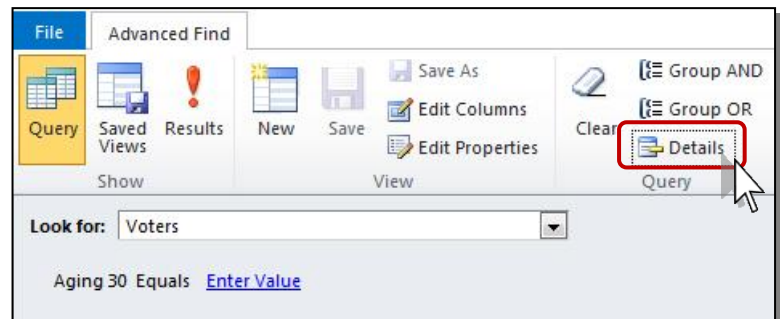 File Advanced Find
Query Saved Views Results New Save Save As Edit Columns Edit Properties Clear Group AND Group OR Details
Show View Query
Look for: Voters
Aging 30 Equals Enter Value